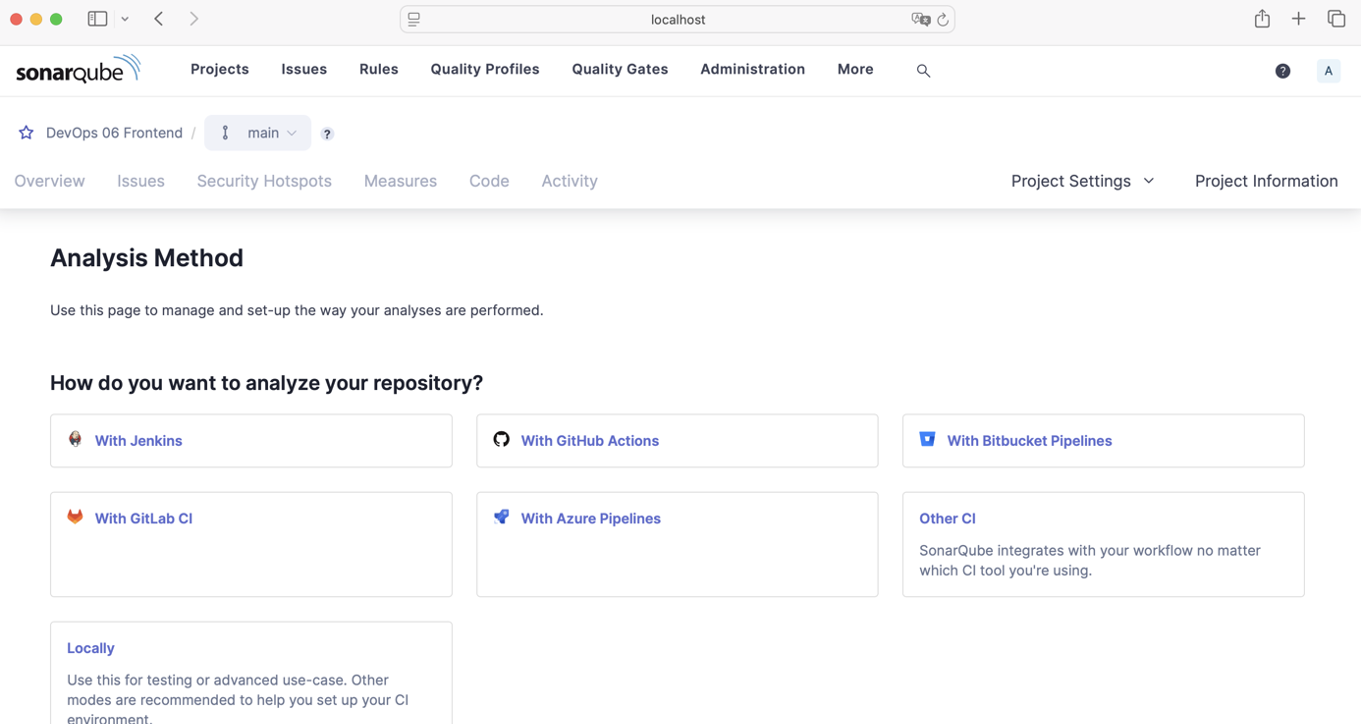 localhost
sonarqube Projects Issues Rules Quality Profiles Quality Gates Administration More ? A
DevOps 06 Frontend / main ?
Overview Issues Security Hotspots Measures Code Activity Project Settings Project Information
Analysis Method
Use this page to manage and set-up the way your analyses are performed.
How do you want to analyze your repository?
With Jenkins
With GitHub Actions
With Bitbucket Pipelines
With GitLab CI
With Azure Pipelines
Other CI
SonarQube integrates with your workflow no matter
which CI tool you're using.
Locally
Use this for testing or advanced use-case. Other
modes are recommended to help you set up your CI
environment.